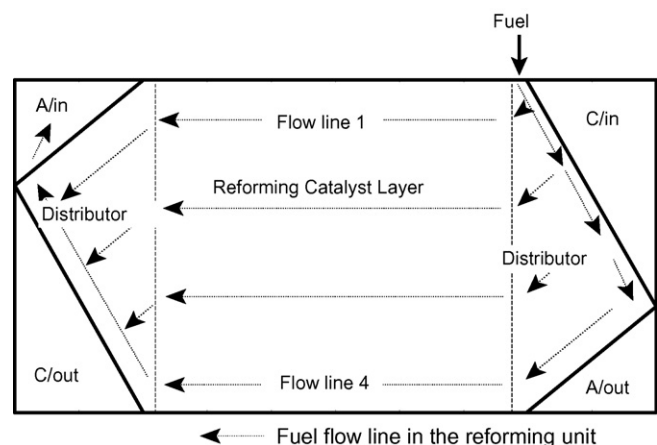 Fuel
A/in
C/in
Flow line 1
Reforming Catalyst Layer
Distributor
Distributor
C/out
Flow line 4
A/out
Fuel flow line in the reforming unit